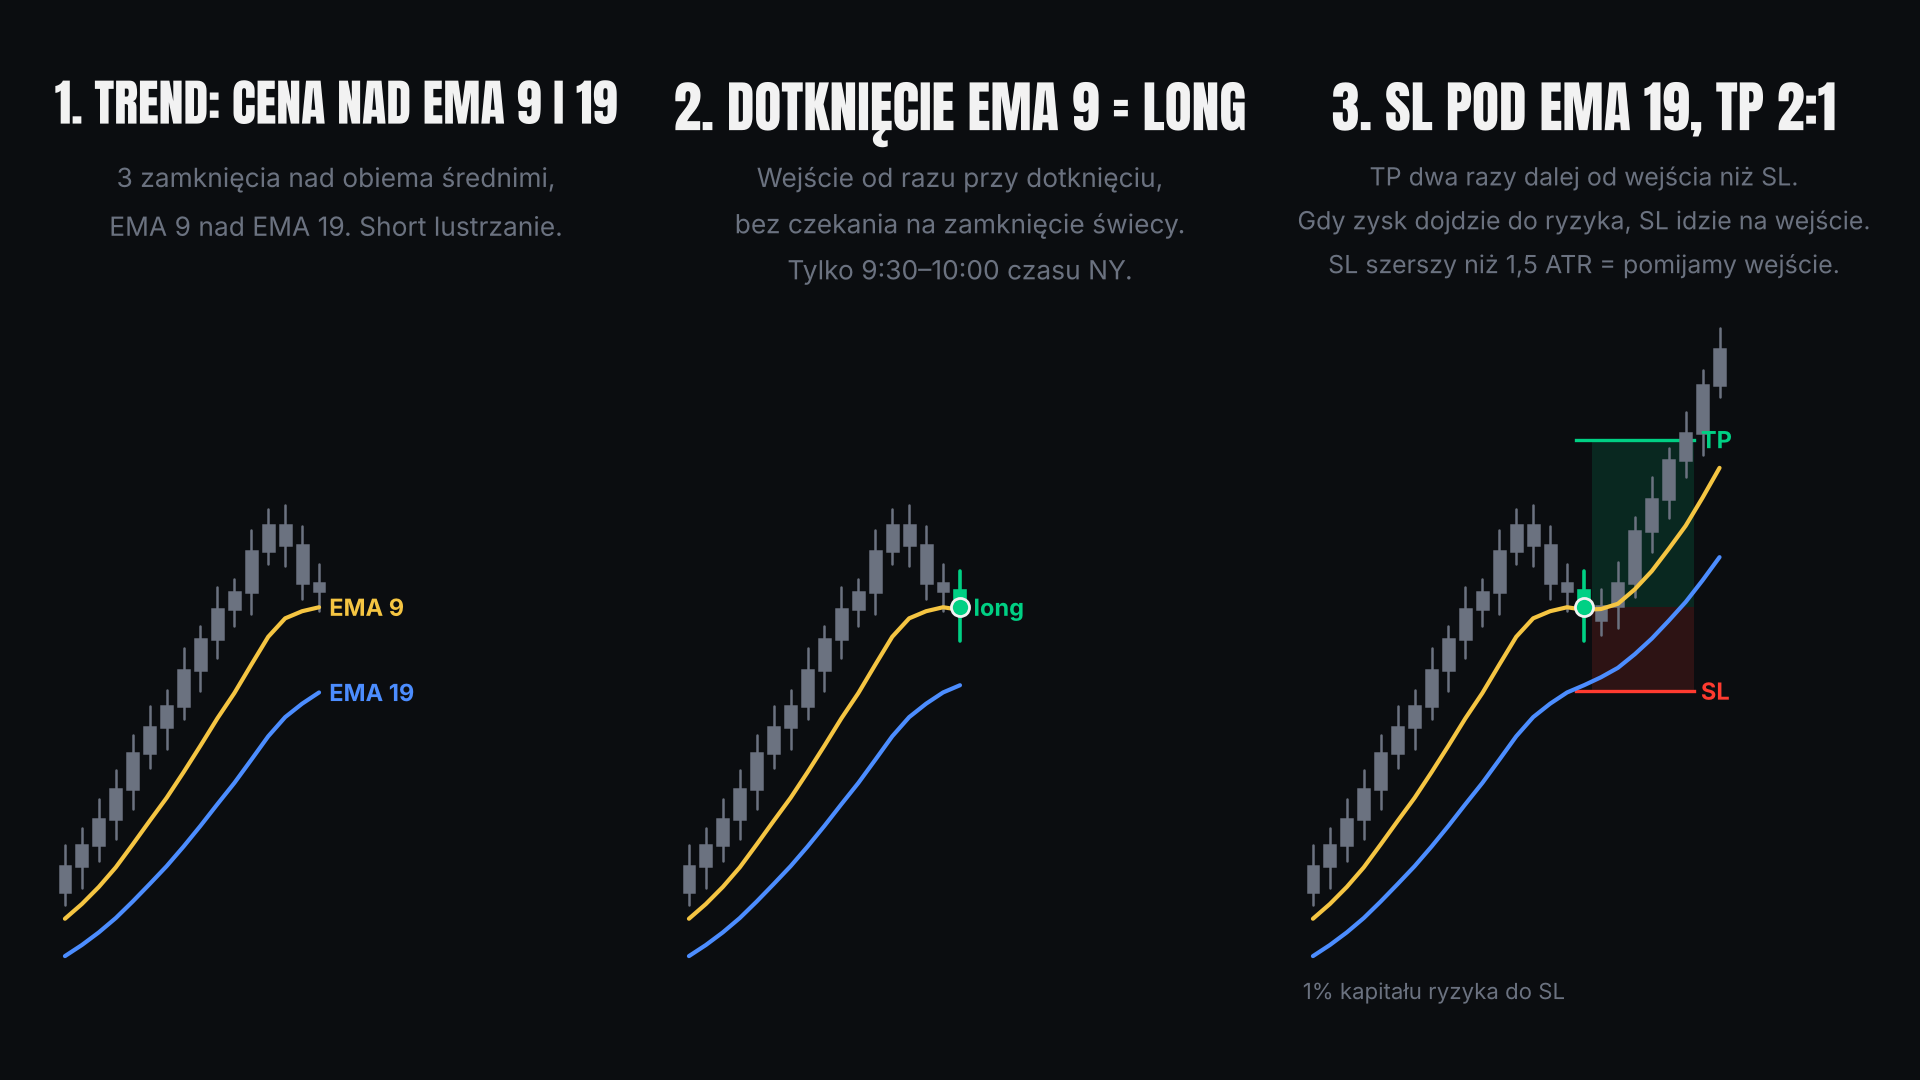 1. TREND: CENA NAD EMA 9 I 19
3 zamknięcia nad obiema średnimi,
EMA 9 nad EMA 19. Short lustrzanie.
EMA 9
EMA 19
2. DOTKNIĘCIE EMA 9 = LONG
Wejście od razu przy dotknięciu,
bez czekania na zamknięcie świecy.
Tylko 9:30–10:00 czasu NY.
long
3. SL POD EMA 19, TP 2:1
TP dwa razy dalej od wejścia niż SL.
Gdy zysk dojdzie do ryzyka, SL idzie na wejście.
SL szerszy niż 1,5 ATR = pomijamy wejście.
TP
SL
1% kapitału ryzyka do SL